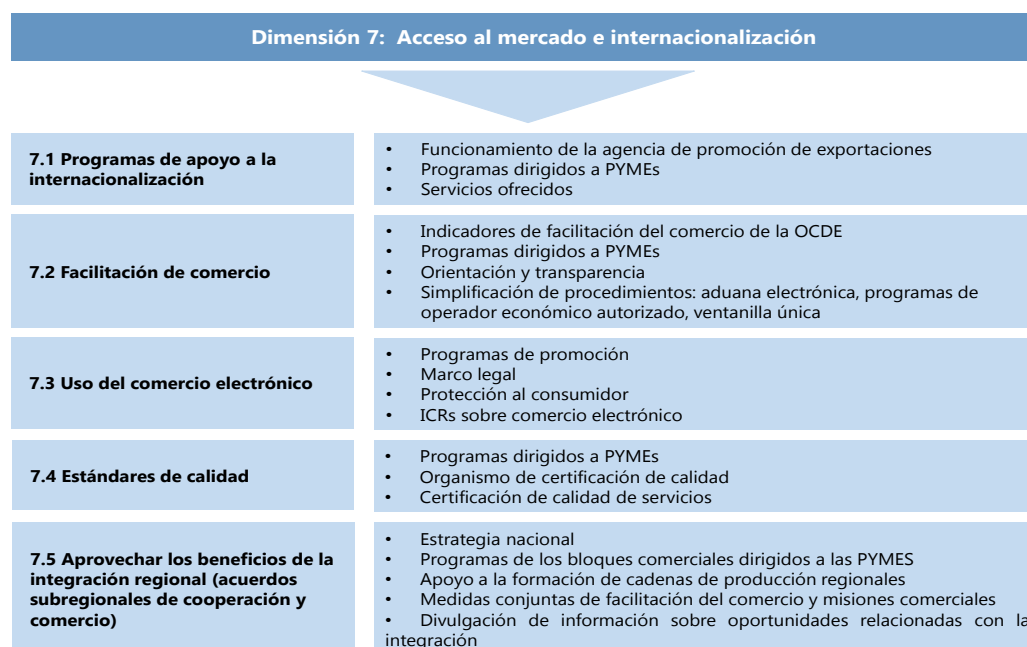 Dimensión 7: Acceso al mercado e internacionalización
7.1 Programas de apoyo a la
internacionalización
• Funcionamiento de la agencia de promoción de exportaciones
• Programas dirigidos a PYMEs
• Servicios ofrecidos
7.2 Facilitación de comercio
• Indicadores de facilitación del comercio de la OCDE
• Programas dirigidos a PYMEs
• Orientación y transparencia
• Simplificación de procedimientos: aduana electrónica, programas de
operador económico autorizado, ventanilla única
7.3 Uso del comercio electrónico
• Programas de promoción
• Marco legal
• Protección al consumidor
• ICRs sobre comercio electrónico
7.4 Estándares de calidad
• Programas dirigidos a PYMEs
• Organismo de certificación de calidad
• Certificación de calidad de servicios
7.5 Aprovechar los beneficios de la
integración regional (acuerdos
subregionales de cooperación y
comercio)
• Estrategia nacional
• Programas de los bloques comerciales dirigidos a las PYMES
• Apoyo a la formación de cadenas de producción regionales
• Medidas conjuntas de facilitación del comercio y misiones comerciales
• Divulgación de información sobre oportunidades relacionadas con la
integración